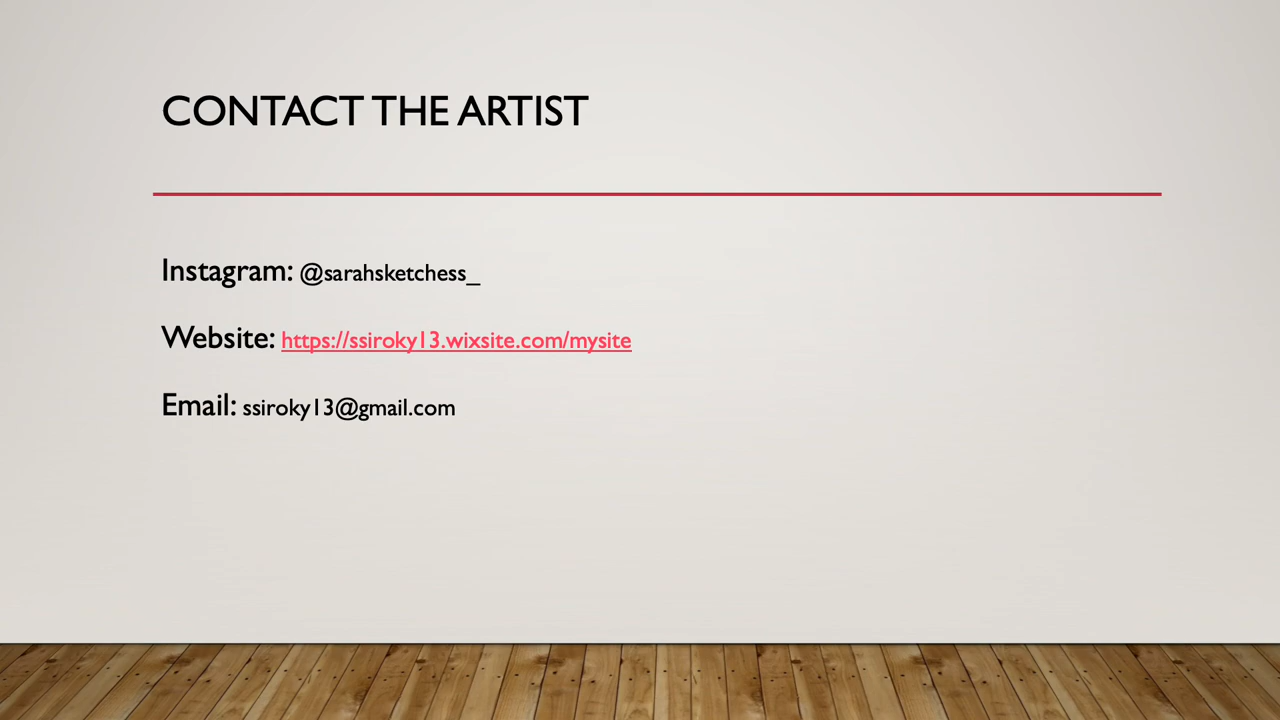 CONTACT THE ARTIST
Instagram: @sarahsketchess_
Website: https://ssiroky13.wixsite.com/mysite
Email: ssiroky13@gmail.com